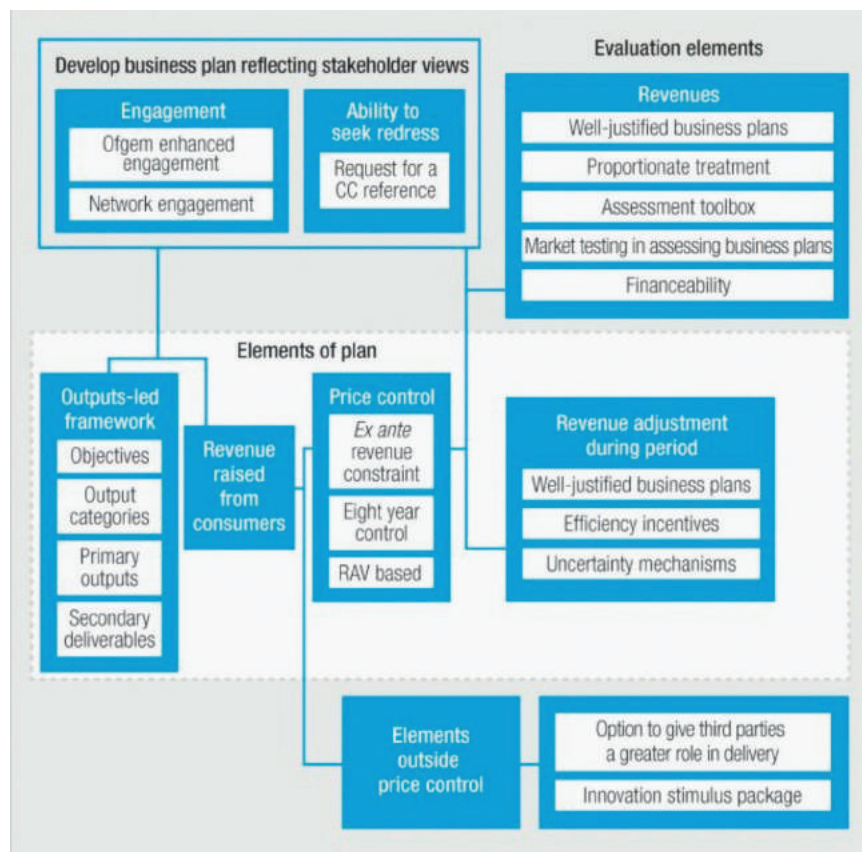 Develop business plan reflecting stakeholder views
Engagement
Ofgem enhanced
engagement
Network engagement
Ability to
seek redress
Request for a
CC reference
Evaluation elements
Revenues
Well-justified business plans
Proportionate treatment
Assessment toolbox
Market testing in assessing business plans
Financeability
Elements of plan
Outputs-led
framework
Objectives
Output
categories
Primary
outputs
Secondary
deliverables
Revenue
raised
from
consumers
Price control
Ex ante
revenue
constraint
Eight year
control
RAV based
Revenue adjustment
during period
Well-justified business plans
Efficiency incentives
Uncertainty mechanisms
Elements
outside
price control
Option to give third parties
a greater role in delivery
Innovation stimulus package